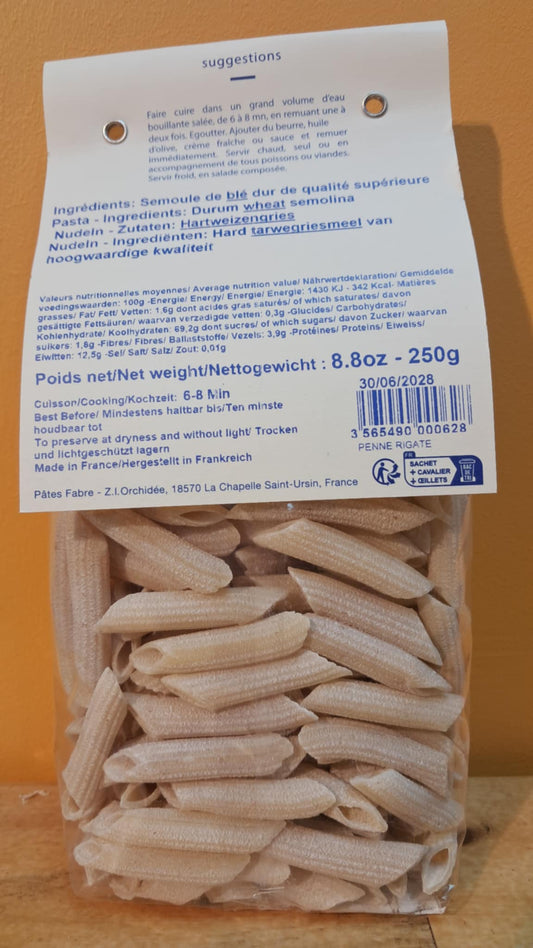 suggestions
Faire cuire dans un grand volume d'eau
bouillante salée, de 6 à 8 mn, en remuant une à
deux fois. Egoutter. Ajouter du beurre, huile
d'olive, crème fraîche ou sauce et remuer
immédiatement. Servir chaud, seul ou en
accompagnement de tous poissons ou viandes.
Servir froid, en salade composée.
Ingrédients: Semoule de blé dur de qualité supérieure
Pasta - Ingredients: Durum wheat semolina
Nudeln - Zutaten: Hartweizengries
Nudeln - Ingrediënten: Hard tarwegriesmeel van
hoogwaardige kwaliteit
Valeurs nutritionnelles moyennes/ Average nutrition value/ Nährwertdeklaration/ Gemiddelde
voedingswaarden: 100g -Energie/ Energy/ Energie/ Energie: 1430 KJ - 342 Kcal- Matières
grasses/ Fat/ Fett/ Vetten: 1,6g dont acides gras saturés/ of which saturates/ davon
gesättigte Fettsäuren/ waarvan verzadigde vetten: 0,3g -Glucides/ Carbohydrates/
Kohlenhydrate/ Koolhydraten: 69,2g dont sucres/ of which sugars/ davon Zucker/ waarvan
suikers: 1,8g -Fibres/ Fibres/ Ballaststoffe/ Vezels: 3,9g -Protéines/ Proteins/ Eiweiss/
Eiwitten: 12,5g -Sel/ Salt/ Salz/ Zout: 0,01g
Poids net/Net weight/Nettogewicht : 8.8oz - 250g
Cuisson/Cooking/Kochzeit: 6-8 Min
Best Before/ Mindestens haltbar bis/Ten minste
houdbaar tot
To preserve at dryness and without light/ Trocken
und lichtgeschützt lagern
Made in France/Hergestellt in Frankreich
30/06/2028
3 565490 000628
PENNE RIGATE
FR
SACHET
+ CAVALIER
+ ŒILLETS
BAC
DE
TRI
Pâtes Fabre - Z.I.Orchidée, 18570 La Chapelle Saint-Ursin, France